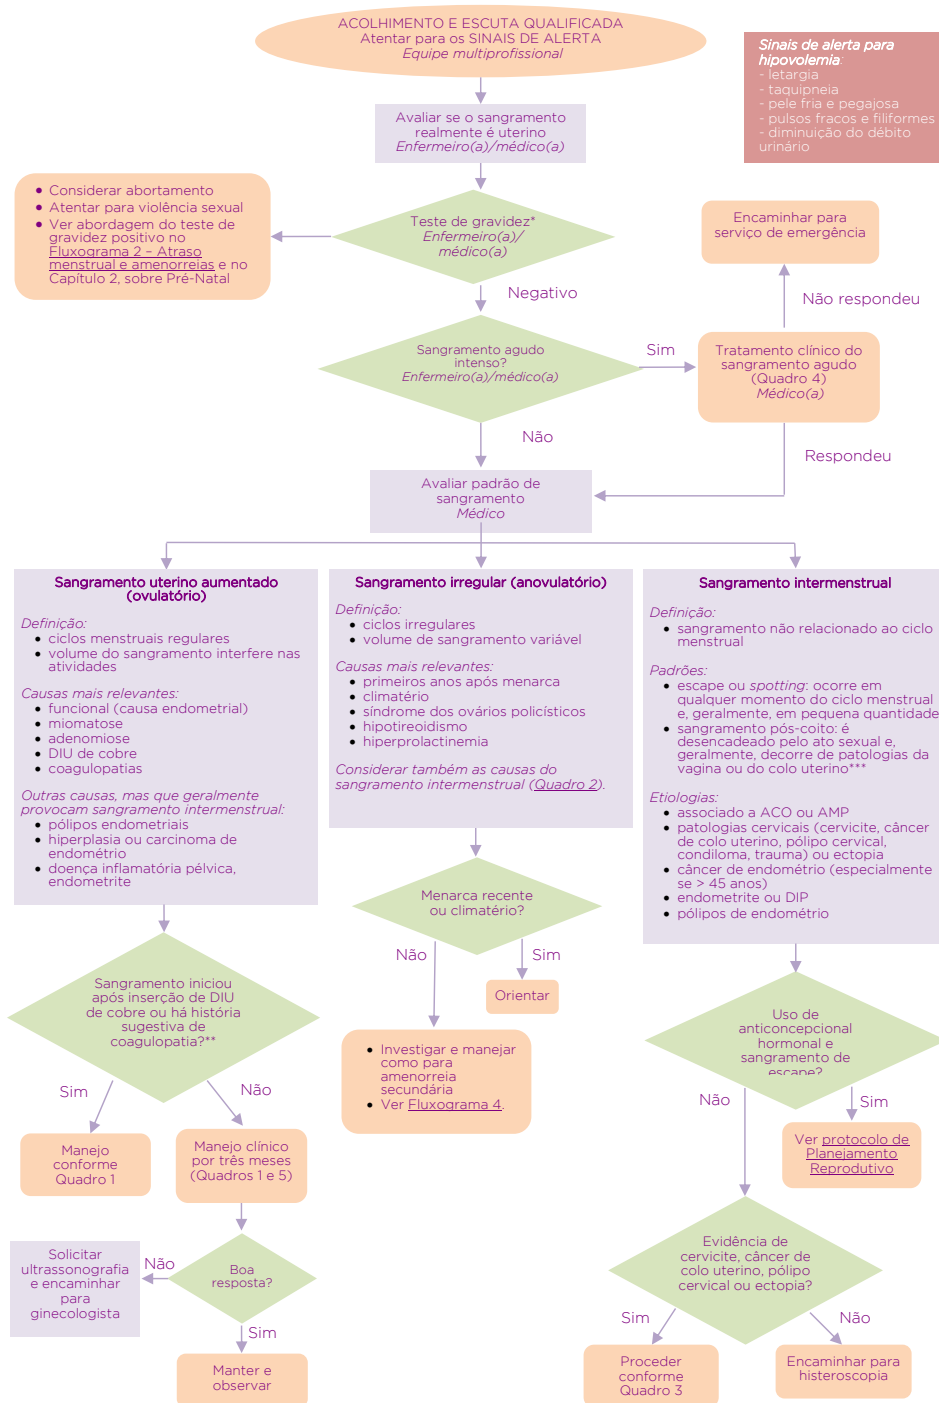 ACOLHIMENTO E ESCUTA QUALIFICADA
Atentar para os SINAIS DE ALERTA
Equipe multiprofissional
Sinais de alerta para
hipovolemia:
- letargia
- taquipneia
- pele fria e pegajosa
- pulsos fracos e filiformes
- diminuição do débito
urinário
Avaliar se o sangramento
realmente é uterino
Enfermeiro(a)/médico(a)
• Considerar abortamento
• Atentar para violência sexual
• Ver abordagem do teste de
gravidez positivo no
Fluxograma 2 – Atraso
menstrual e amenorreias e no
Capítulo 2, sobre Pré-Natal
Teste de gravidez*
Enfermeiro(a)/
médico(a)
Encaminhar para
serviço de emergência
Negativo
Não respondeu
Sangramento agudo
intenso?
Enfermeiro(a)/médico(a)
Sim
Tratamento clínico do
sangramento agudo
(Quadro 4)
Médico(a)
Não
Respondeu
Avaliar padrão de
sangramento
Médico
Sangramento uterino aumentado
(ovulatório)
Definição:
• ciclos menstruais regulares
• volume do sangramento interfere nas
atividades
Causas mais relevantes:
• funcional (causa endometrial)
• miomatose
• adenomiose
• DIU de cobre
• coagulopatias
Outras causas, mas que geralmente
provocam sangramento intermenstrual:
• pólipos endometriais
• hiperplasia ou carcinoma de
endométrio
• doença inflamatória pélvica,
endometrite
Sangramento irregular (anovulatório)
Definição:
• ciclos irregulares
• volume de sangramento variável
Causas mais relevantes:
• primeiros anos após menarca
• climatério
• síndrome dos ovários policísticos
• hipotireoidismo
• hiperprolactinemia
Considerar também as causas do
sangramento intermenstrual (Quadro 2).
Sangramento intermenstrual
Definição:
• sangramento não relacionado ao ciclo
menstrual
Padrões:
• escape ou spotting: ocorre em
qualquer momento do ciclo menstrual
e, geralmente, em pequena quantidade
• sangramento pós-coito: é
desencadeado pelo ato sexual e,
geralmente, decorre de patologias da
vagina ou do colo uterino***
Etiologias:
• associado a ACO ou AMP
• patologias cervicais (cervicite, câncer
de colo uterino, pólipo cervical,
condiloma, trauma) ou ectopia
• câncer de endométrio (especialmente
se > 45 anos)
• endometrite ou DIP
• pólipos de endométrio
Sangramento iniciou
após inserção de DIU
de cobre ou há história
sugestiva de
coagulopatia?**
Sim
Não
Manejo
conforme
Quadro 1
Manejo clínico
por três meses
(Quadros 1 e 5)
Boa
resposta?
Não
Solicitar
ultrassonografia
e encaminhar
para
ginecologista
Sim
Manter e
observar
Menarca recente
ou climatério?
Não
Sim
Orientar
• Investigar e manejar
como para
amenorreia
secundária
• Ver Fluxograma 4.
Uso de
anticoncepcional
hormonal e
sangramento de
escape?
Não
Sim
Ver protocolo de
Planejamento
Reprodutivo
Evidência de
cervicite, câncer de
colo uterino, pólipo
cervical ou ectopia?
Sim
Não
Proceder
conforme
Quadro 3
Encaminhar para
histeroscopia